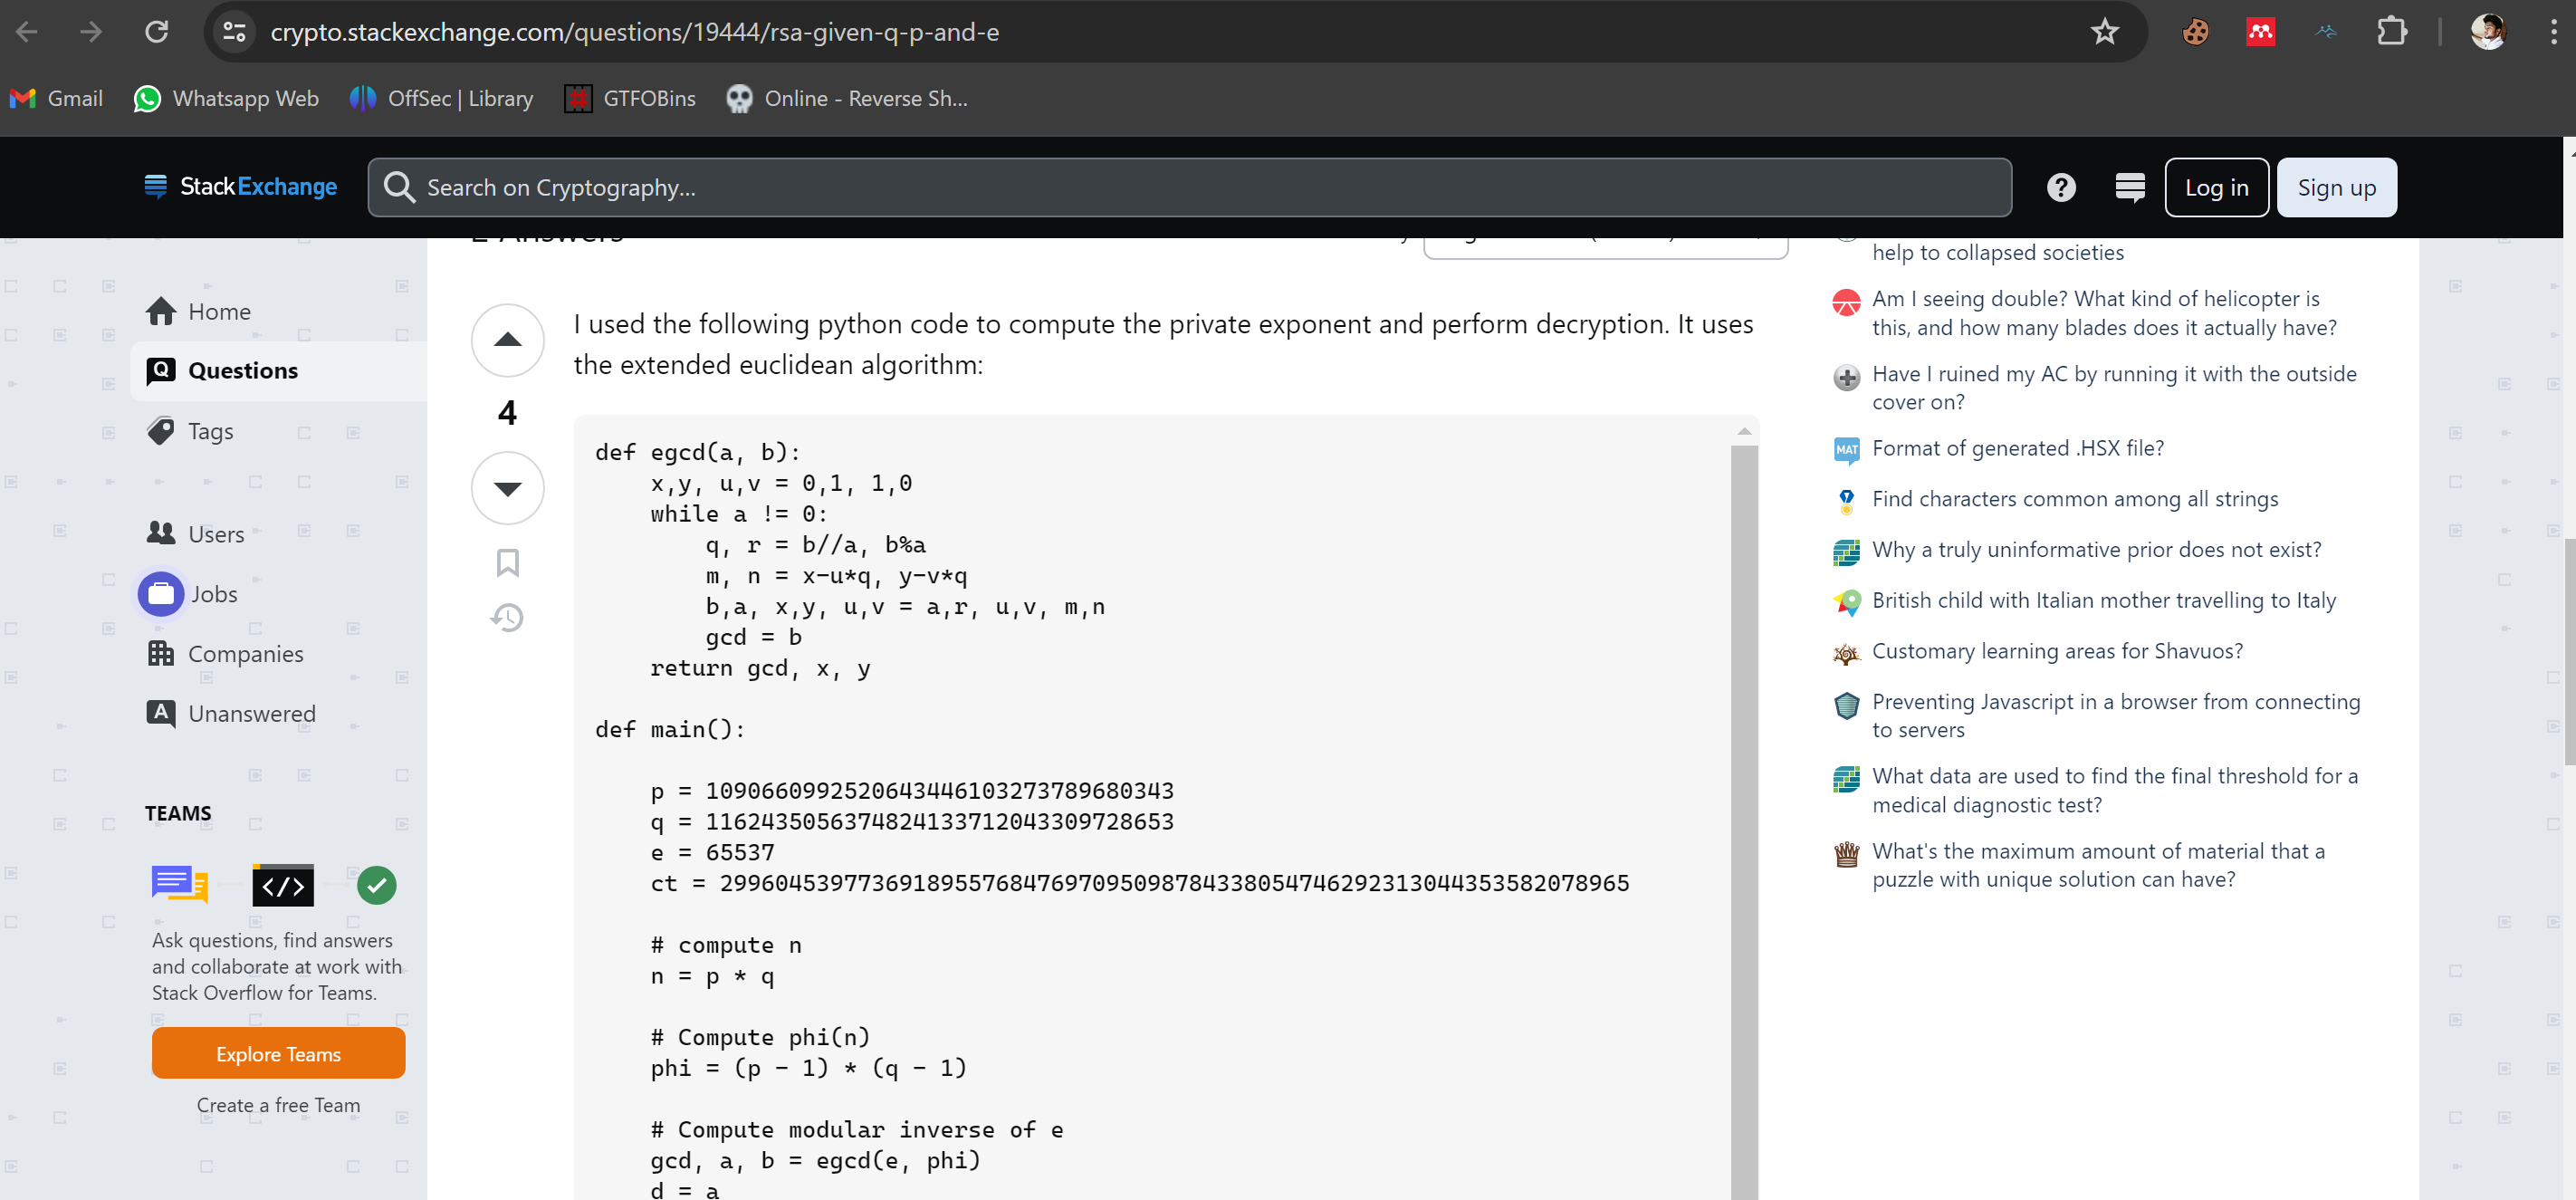 crypto.stackexchange.com/questions/19444/rsa-given-q-p-and-e
Gmail
Whatsapp Web
OffSec | Library
GTFOBins
Online - Reverse Sh...
StackExchange
Search on Cryptography...
Log in
Sign up
Home
Questions
Tags
Users
Jobs
Companies
Unanswered
TEAMS
Ask questions, find answers
and collaborate at work with
Stack Overflow for Teams.
Explore Teams
Create a free Team
Answers
4
I used the following python code to compute the private exponent and perform decryption. It uses
the extended euclidean algorithm:
def egcd(a, b):
    x,y, u,v = 0,1, 1,0
    while a != 0:
        q, r = b//a, b%a
        m, n = x-u*q, y-v*q
        b,a, x,y, u,v = a,r, u,v, m,n
        gcd = b
    return gcd, x, y
def main():
    p = 1090660992520643446103273789680343
    q = 1162435056374824133712043309728653
    e = 65537
    ct = 299604539773691895576847697095098784338054746292313044353582078965
    # compute n
    n = p * q
    # Compute phi(n)
    phi = (p - 1) * (q - 1)
    # Compute modular inverse of e
    gcd, a, b = egcd(e, phi)
    d = a
help to collapsed societies
Am I seeing double? What kind of helicopter is
this, and how many blades does it actually have?
Have I ruined my AC by running it with the outside
cover on?
MAT
Format of generated .HSX file?
Find characters common among all strings
Why a truly uninformative prior does not exist?
British child with Italian mother travelling to Italy
Customary learning areas for Shavuos?
Preventing Javascript in a browser from connecting
to servers
What data are used to find the final threshold for a
medical diagnostic test?
What's the maximum amount of material that a
puzzle with unique solution can have?